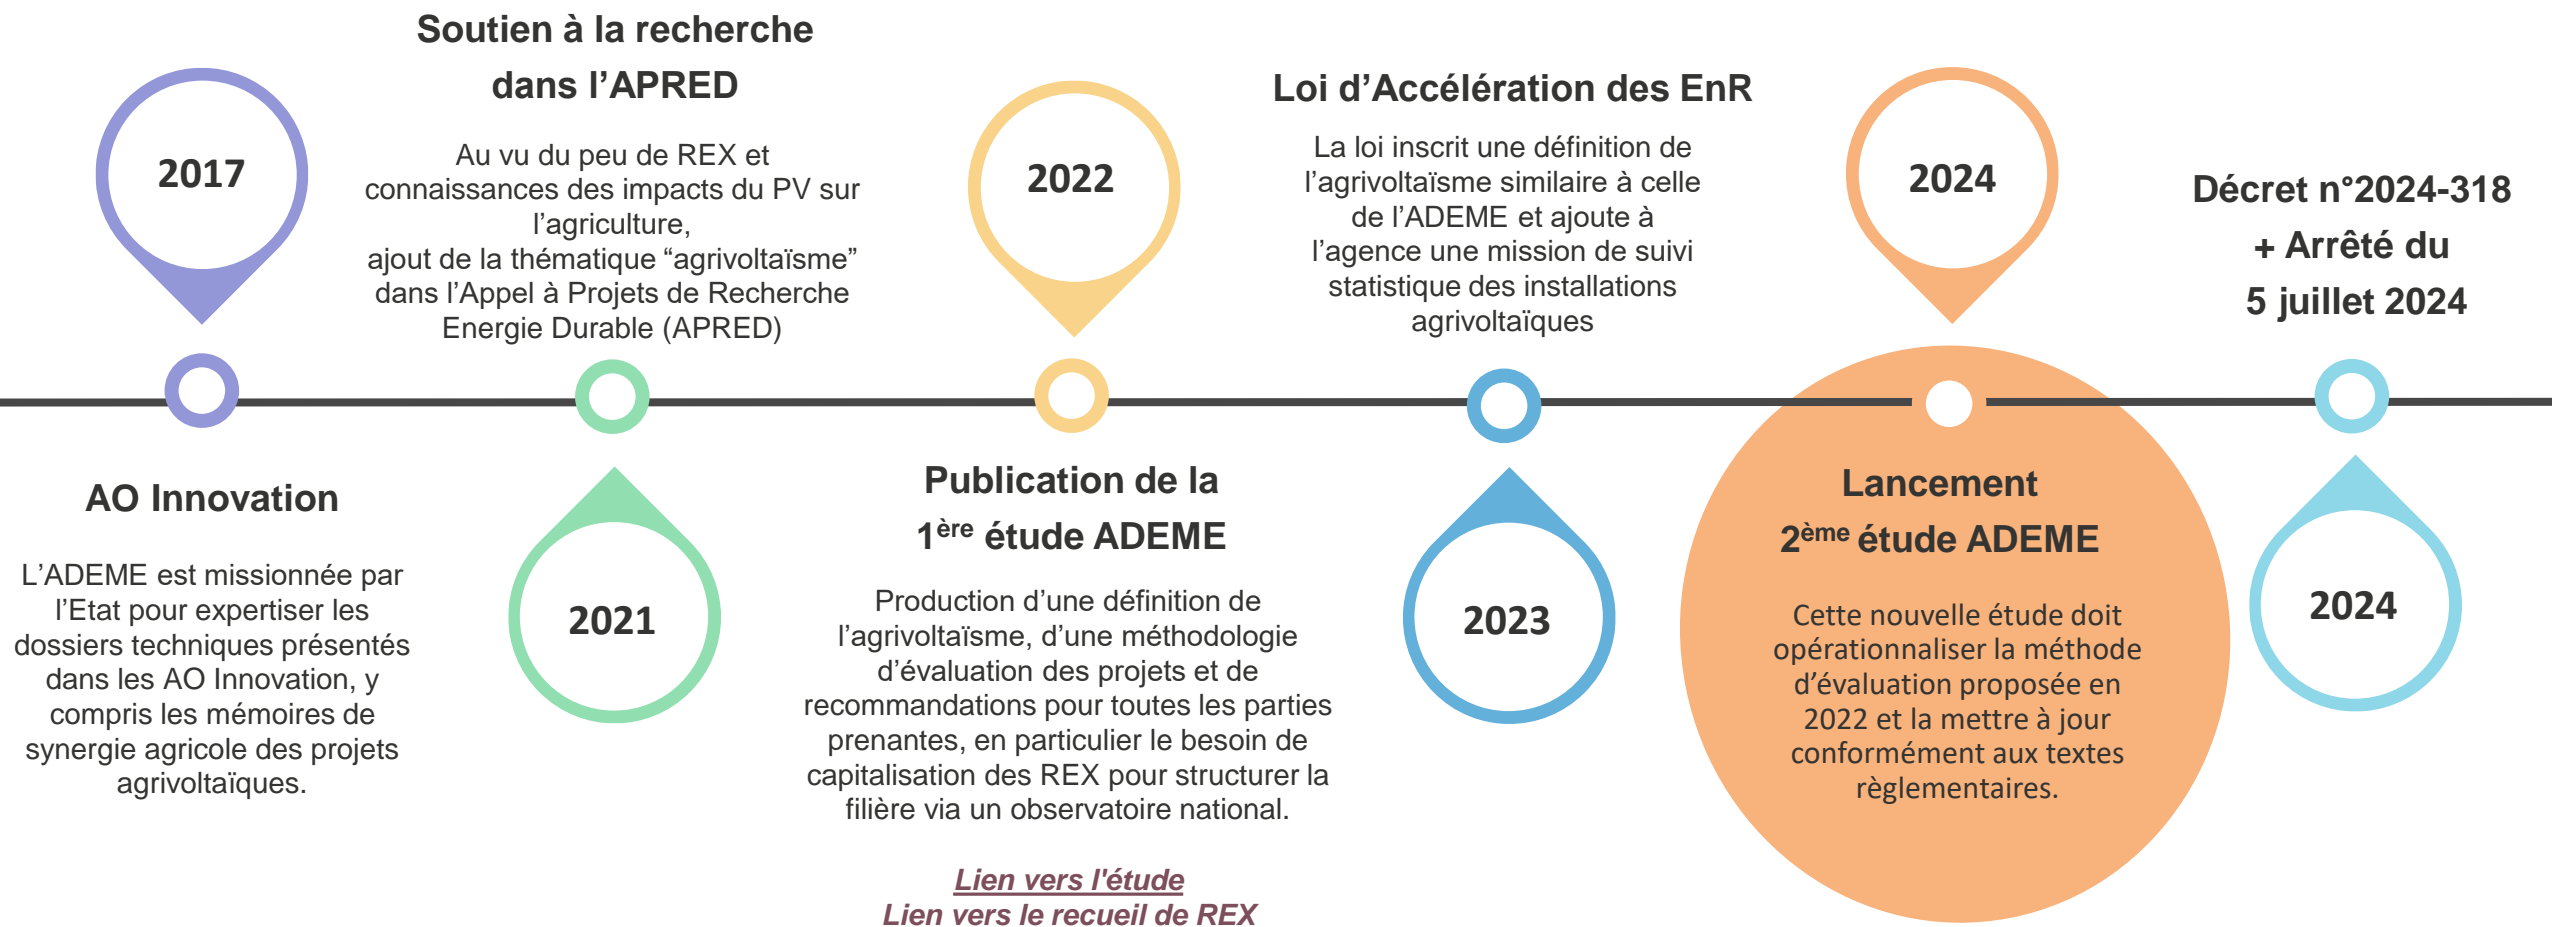 2017
AO Innovation
L’ADEME est missionnée par
l’Etat pour expertiser les
dossiers techniques présentés
dans les AO Innovation, y
compris les mémoires de
synergie agricole des projets
agrivoltaïques.
Soutien à la recherche
dans l’APRED
Au vu du peu de REX et
connaissances des impacts du PV sur
l’agriculture,
ajout de la thématique “agrivoltaïsme”
dans l’Appel à Projets de Recherche
Energie Durable (APRED)
2021
2022
Publication de la
1ère étude ADEME
Production d’une définition de
l’agrivoltaïsme, d’une méthodologie
d’évaluation des projets et de
recommandations pour toutes les parties
prenantes, en particulier le besoin de
capitalisation des REX pour structurer la
filière via un observatoire national.
Lien vers l'étude
Lien vers le recueil de REX
Loi d’Accélération des EnR
La loi inscrit une définition de
l’agrivoltaïsme similaire à celle
de l’ADEME et ajoute à
l’agence une mission de suivi
statistique des installations
agrivoltaïques
2023
2024
Lancement
2ème étude ADEME
Cette nouvelle étude doit
opérationnaliser la méthode
d’évaluation proposée en
2022 et la mettre à jour
conformément aux textes
règlementaires.
Décret n°2024-318
+ Arrêté du
5 juillet 2024
2024